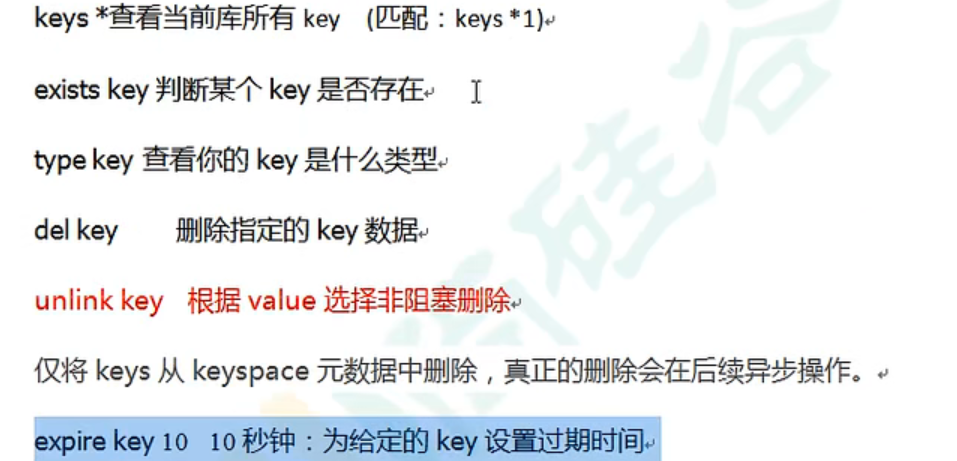 keys *查看当前库所有 key (匹配：keys *1)
exists key 判断某个 key 是否存在
type key 查看你的 key 是什么类型
del key 删除指定的 key 数据
unlink key 根据 value 选择非阻塞删除
仅将 keys 从 keyspace 元数据中删除，真正的删除会在后续异步操作。
expire key 10 10 秒钟：为给定的 key 设置过期时间
尚硅谷